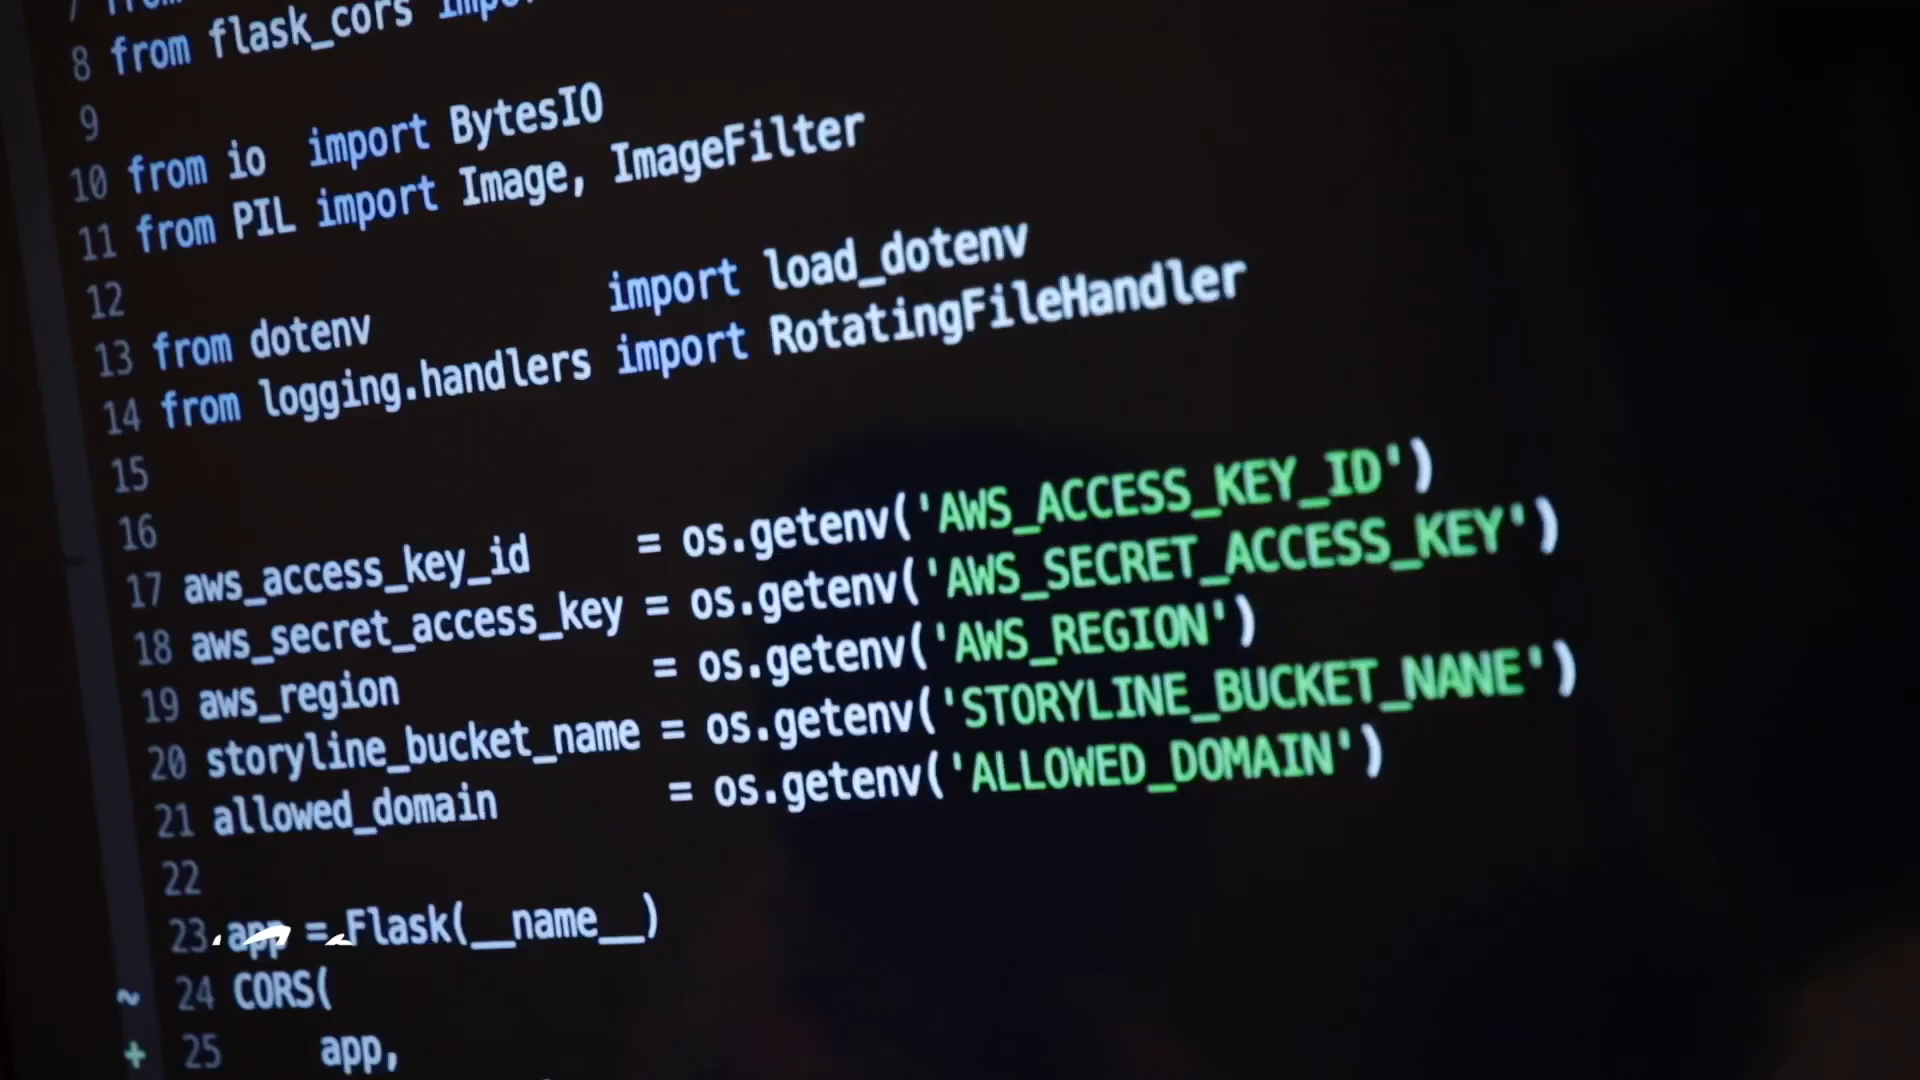 7 from
8 from flask_cors import
9
10 from io import BytesIO
11 from PIL import Image, ImageFilter
12
13 from dotenv import load_dotenv
14 from logging.handlers import RotatingFileHandler
15
16
17 aws_access_key_id = os.getenv('AWS_ACCESS_KEY_ID')
18 aws_secret_access_key = os.getenv('AWS_SECRET_ACCESS_KEY')
19 aws_region = os.getenv('AWS_REGION')
20 storyline_bucket_name = os.getenv('STORYLINE_BUCKET_NANE')
21 allowed_domain = os.getenv('ALLOWED_DOMAIN')
22
23 app = Flask(__name__)
~ 24 CORS(
+ 25 app,